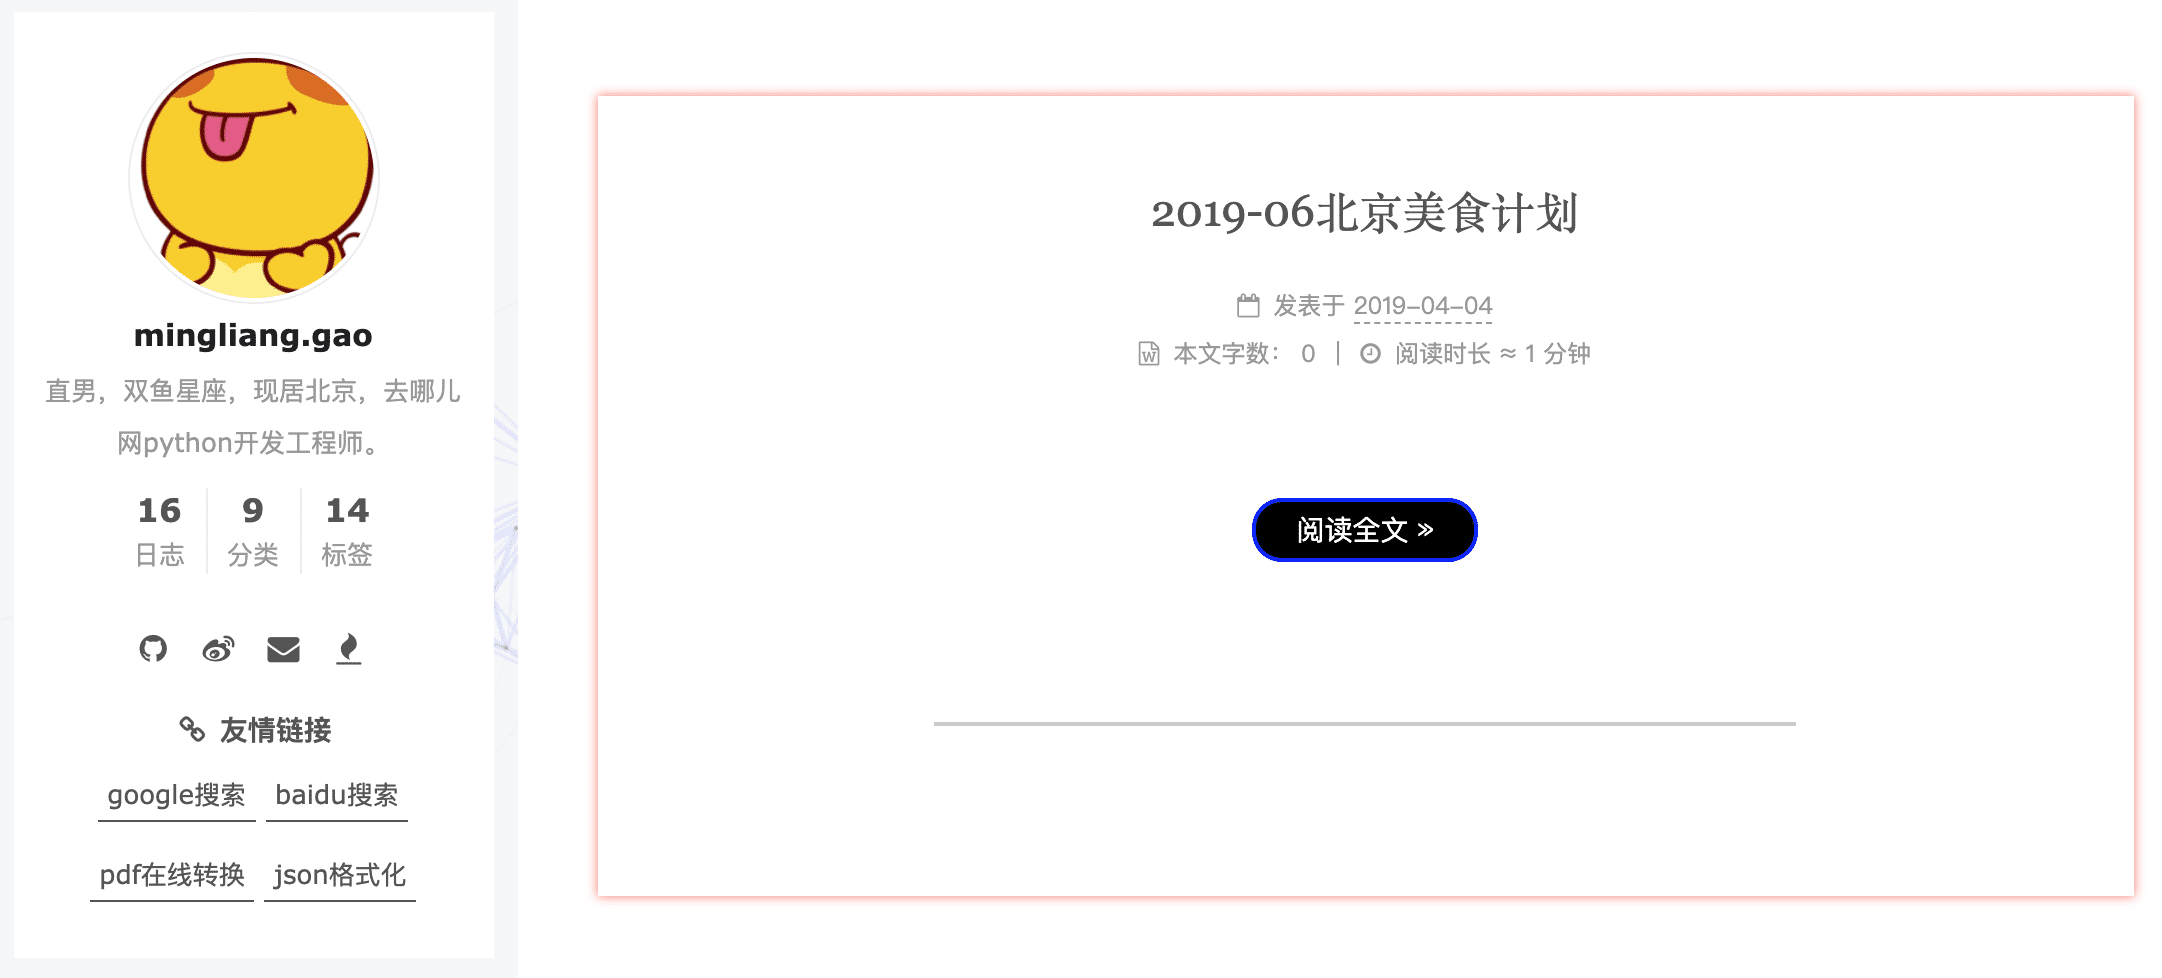 mingliang.gao
直男，双鱼星座，现居北京，去哪儿
网python开发工程师。
16 9 14
日志 分类 标签
友情链接
google搜索 baidu搜索
pdf在线转换 json格式化
2019-06北京美食计划
发表于 2019-04-04
本文字数： 0 | 阅读时长 ≈ 1 分钟
阅读全文 »